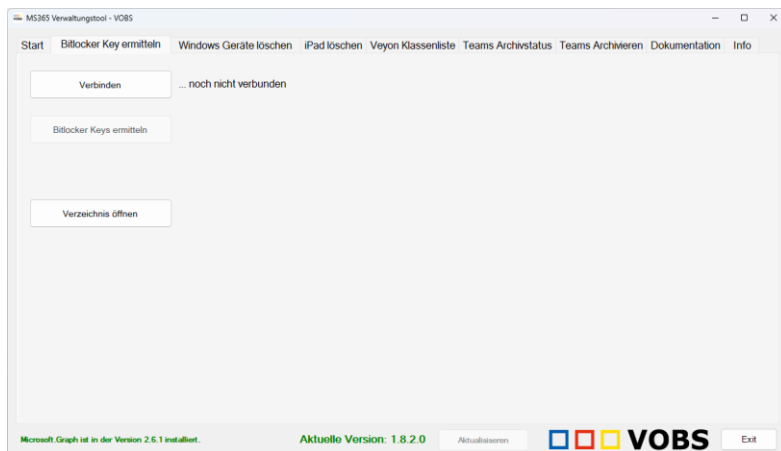 MS365 Verwaltungstool - VOBS
Start Bitlocker Key ermitteln Windows Geräte löschen iPad löschen Veyon Klassenliste Teams Archivstatus Teams Archivieren Dokumentation Info
Verbinden ... noch nicht verbunden
Bitlocker Keys ermitteln
Verzeichnis öffnen
Microsoft.Graph ist in der Version 2.6.1 installiert. Aktuelle Version: 1.8.2.0 Aktualisieren VOBS Exit